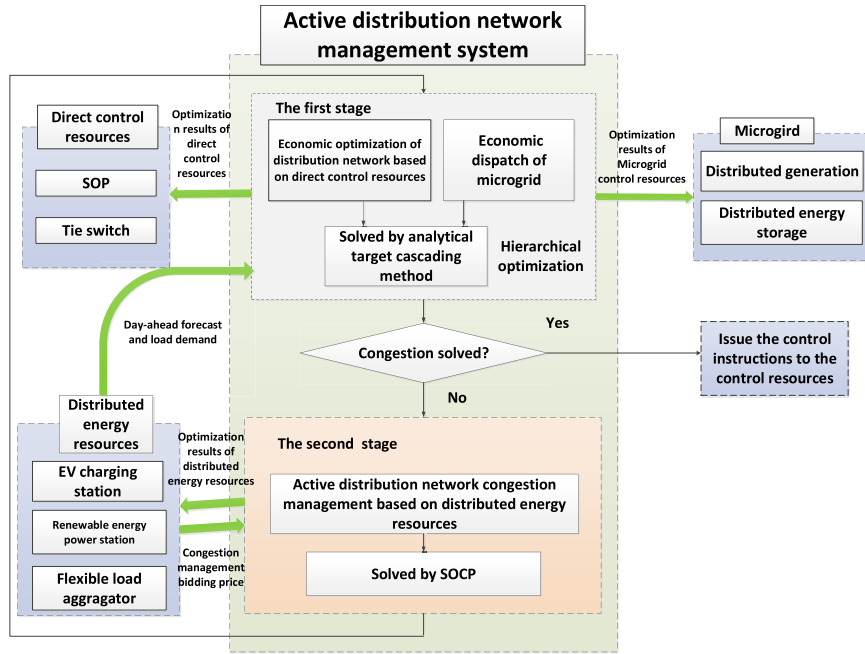 Active distribution network
management system
The first stage
Economic optimization of
distribution network based
on direct control resources
Economic
dispatch of
microgrid
Solved by analytical
target cascading
method
Hierarchical
optimization
Direct control
resources
SOP
Tie switch
Optimizatio
n results of
direct
control
resources
Optimization
results of
Microgrid
control resources
Microgird
Distributed generation
Distributed energy
storage
Day-ahead forecast
and load demand
Congestion solved?
Yes
No
Issue the control
instructions to the
control resources
Distributed
energy
resources
EV charging
station
Renewable energy
power station
Flexible load
aggragator
Optimization
results of
distributed
energy resources
Congestion
management
bidding price
The second  stage
Active distribution network congestion
management based on distributed energy
resources
Solved by SOCP